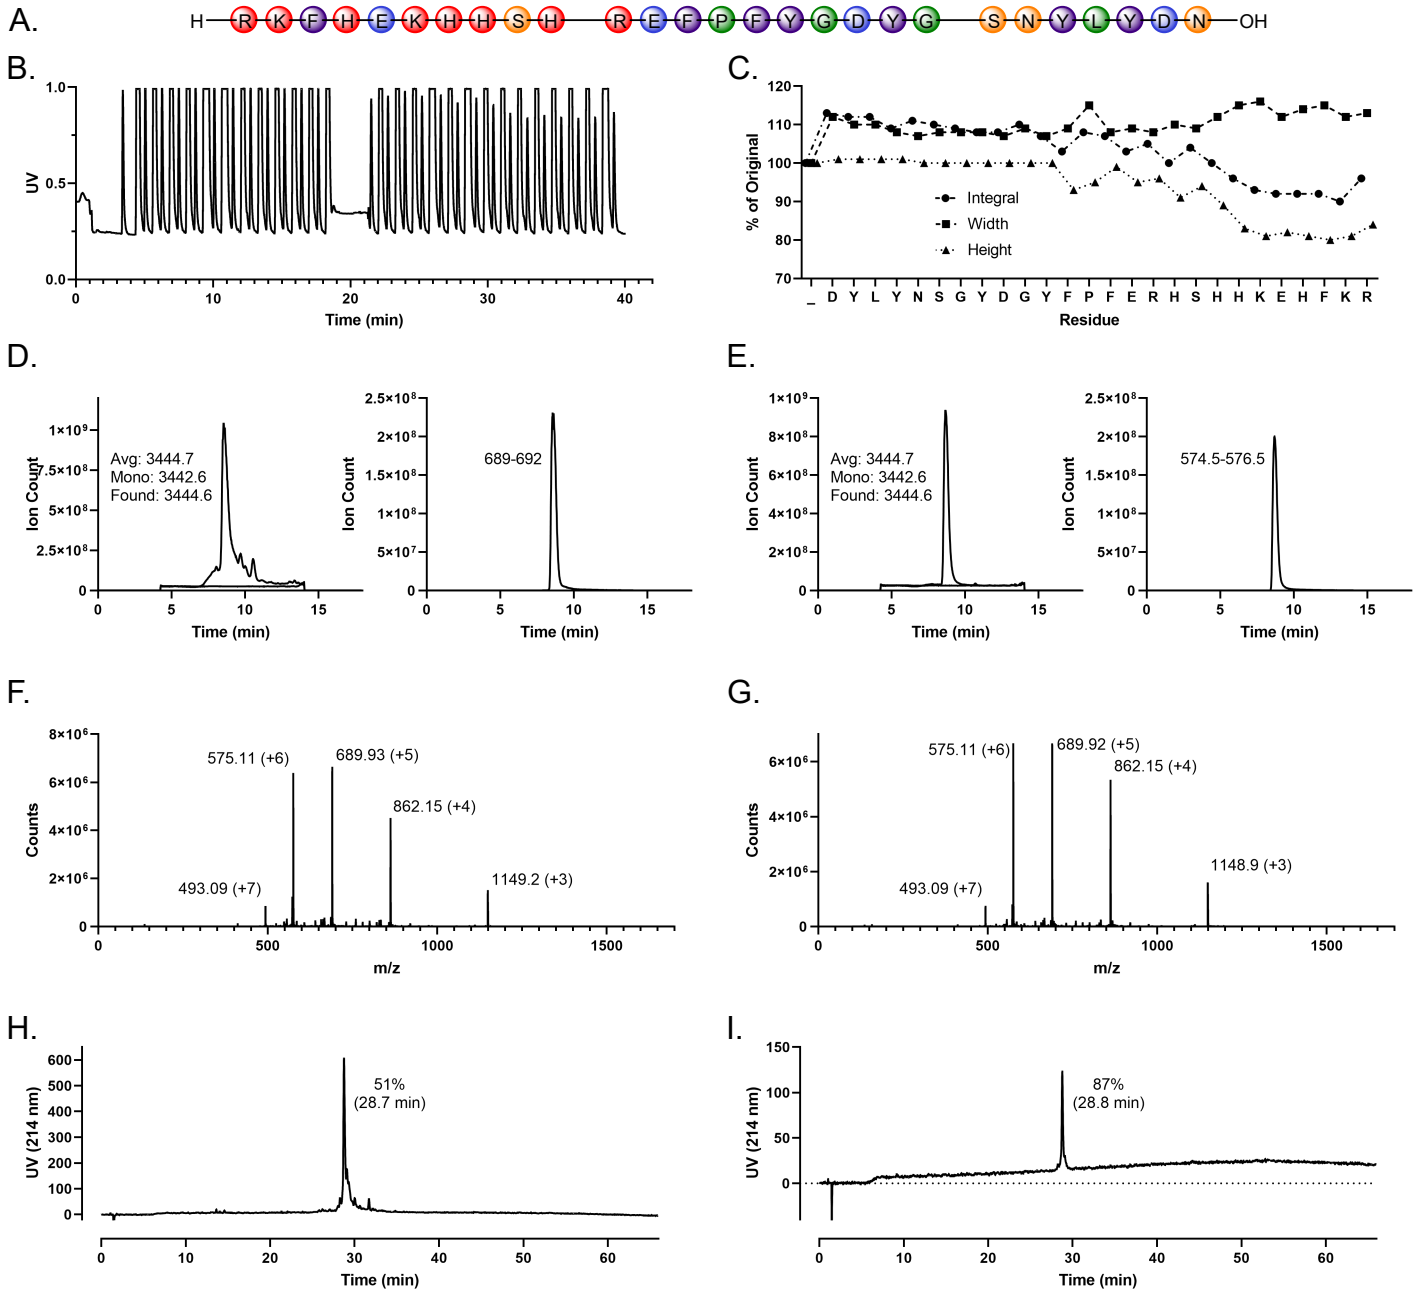 A.
H R K F H E K H H S H R E F P F Y G D Y G S N Y L Y D N OH
B.
1.0
0.5
0.0
UV
0 10 20 30 40
Time (min)
C.
120
110
100
90
80
70
% of Original
Integral
Width
Height
_ D Y L Y N S G Y D G Y F P F E R H S H H K E H F K R
Residue
D.
1×10⁹
7.5×10⁸
5×10⁸
2.5×10⁸
0
Ion Count
Avg: 3444.7
Mono: 3442.6
Found: 3444.6
0 5 10 15
Time (min)
2.5×10⁸
2×10⁸
1.5×10⁸
1×10⁸
5×10⁷
0
Ion Count
689-692
0 5 10 15
Time (min)
E.
1×10⁹
8×10⁸
6×10⁸
4×10⁸
2×10⁸
0
Ion Count
Avg: 3444.7
Mono: 3442.6
Found: 3444.6
0 5 10 15
Time (min)
2.5×10⁸
2×10⁸
1.5×10⁸
1×10⁸
5×10⁷
0
Ion Count
574.5-576.5
0 5 10 15
Time (min)
F.
8×10⁶
6×10⁶
4×10⁶
2×10⁶
0
Counts
575.11 (+6)
689.93 (+5)
862.15 (+4)
493.09 (+7)
1149.2 (+3)
0 500 1000 1500
m/z
G.
6×10⁶
4×10⁶
2×10⁶
0
Counts
575.11 (+6)
689.92 (+5)
862.15 (+4)
493.09 (+7)
1148.9 (+3)
0 500 1000 1500
m/z
H.
600
500
400
300
200
100
0
UV (214 nm)
51%
(28.7 min)
0 10 20 30 40 50 60
Time (min)
I.
150
100
50
0
UV (214 nm)
87%
(28.8 min)
0 10 20 30 40 50 60
Time (min)